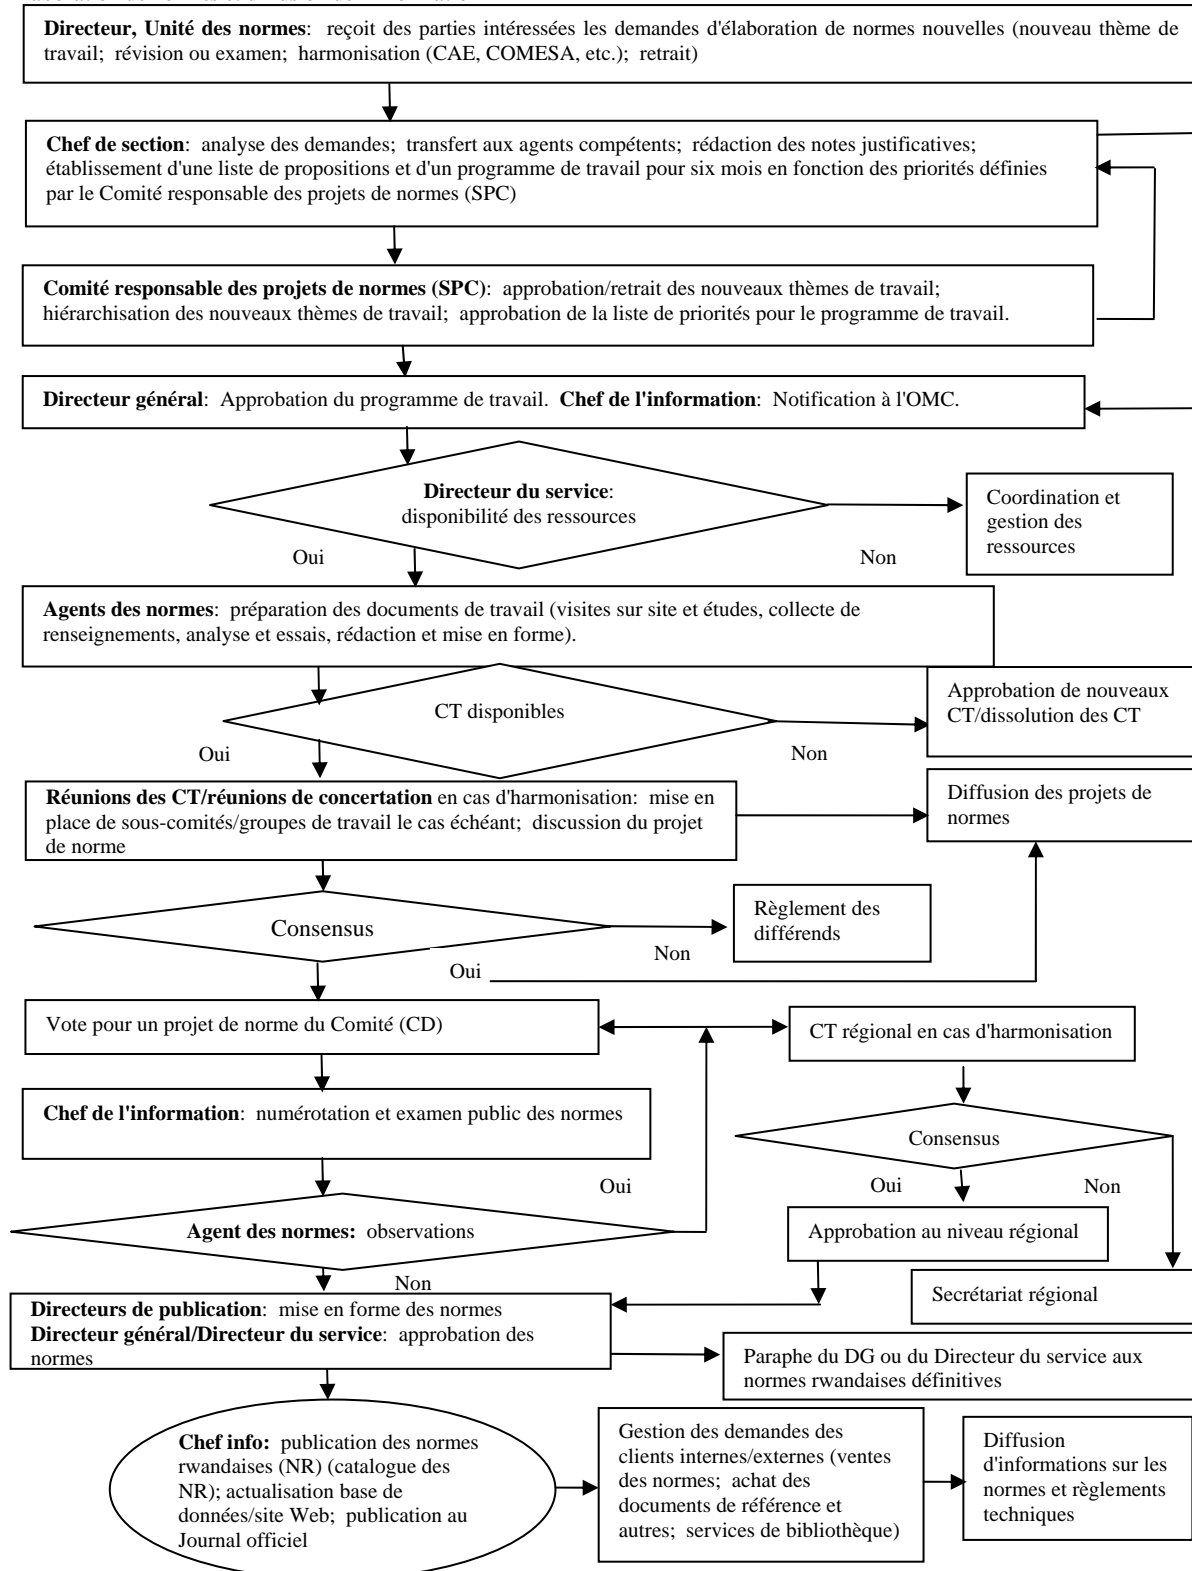 Directeur, Unité des normes: reçoit des parties intéressées les demandes d'élaboration de normes nouvelles (nouveau thème de
travail; révision ou examen; harmonisation (CAE, COMESA, etc.); retrait)
Chef de section: analyse des demandes; transfert aux agents compétents; rédaction des notes justificatives;
établissement d'une liste de propositions et d'un programme de travail pour six mois en fonction des priorités définies
par le Comité responsable des projets de normes (SPC)
Comité responsable des projets de normes (SPC): approbation/retrait des nouveaux thèmes de travail;
hiérarchisation des nouveaux thèmes de travail; approbation de la liste de priorités pour le programme de travail.
Directeur général: Approbation du programme de travail. Chef de l'information: Notification à l'OMC.
Directeur du service:
disponibilité des ressources
Coordination et
gestion des
ressources
Oui
Non
Agents des normes: préparation des documents de travail (visites sur site et études, collecte de
renseignements, analyse et essais, rédaction et mise en forme).
CT disponibles
Approbation de nouveaux
CT/dissolution des CT
Oui
Non
Réunions des CT/réunions de concertation en cas d'harmonisation: mise en
place de sous-comités/groupes de travail le cas échéant; discussion du projet
de norme
Diffusion des projets de
normes
Consensus
Règlement des
différends
Non
Oui
Vote pour un projet de norme du Comité (CD)
CT régional en cas d'harmonisation
Chef de l'information: numérotation et examen public des normes
Consensus
Oui
Oui
Non
Agent des normes: observations
Approbation au niveau régional
Non
Secrétariat régional
Directeurs de publication: mise en forme des normes
Directeur général/Directeur du service: approbation des
normes
Paraphe du DG ou du Directeur du service aux
normes rwandaises définitives
Chef info: publication des normes
rwandaises (NR) (catalogue des
NR); actualisation base de
données/site Web; publication au
Journal officiel
Gestion des demandes des
clients internes/externes (ventes
des normes; achat des
documents de référence et
autres; services de bibliothèque)
Diffusion
d'informations sur les
normes et règlements
techniques